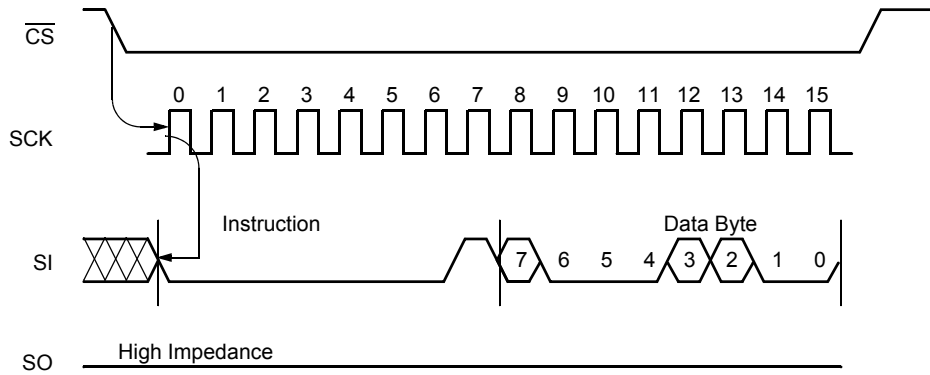 CS
0 1 2 3 4 5 6 7 8 9 10 11 12 13 14 15
SCK
Instruction
Data Byte
SI
7 6 5 4 3 2 1 0
High Impedance
SO